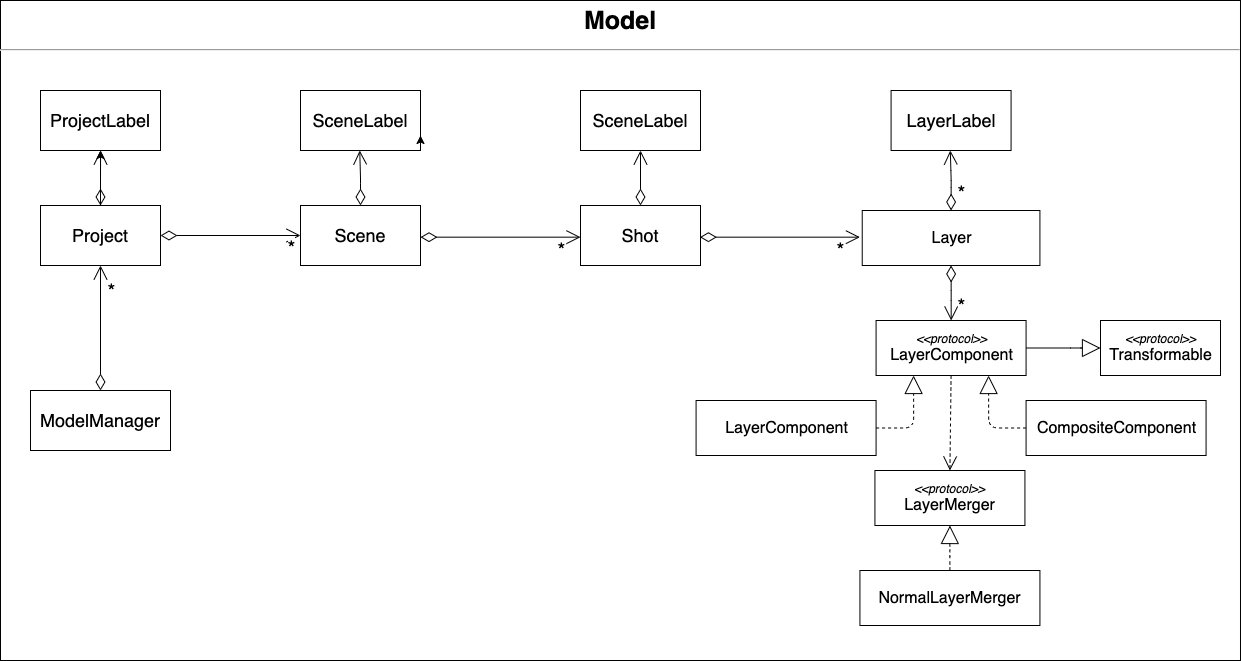 Model
ProjectLabel
SceneLabel
SceneLabel
LayerLabel
*
Project
*
Scene
*
Shot
*
Layer
*
*
<<protocol>>
LayerComponent
<<protocol>>
Transformable
ModelManager
LayerComponent
CompositeComponent
<<protocol>>
LayerMerger
NormalLayerMerger